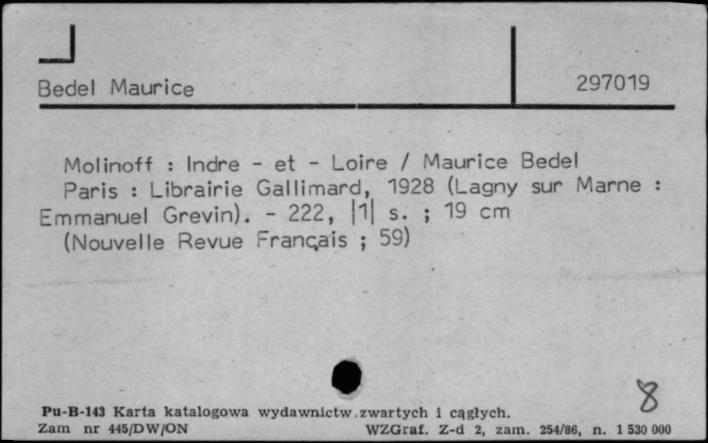 Bedel Maurice
297019
Molinoff : Indre - et - Loire / Maurice Bedel
Paris : Librairie Gallimard, 1928 (Lagny sur Marne :
Emmanuel Grevin). - 222, |1| s. ; 19 cm
(Nouvelle Revue Français ; 59)
8
Pu-B-143 Karta katalogowa wydawnictw zwartych i ciągłych.
Zam nr 445/DW/ON WZGraf. Z-d 2, zam. 254/86, n. 1 530 000